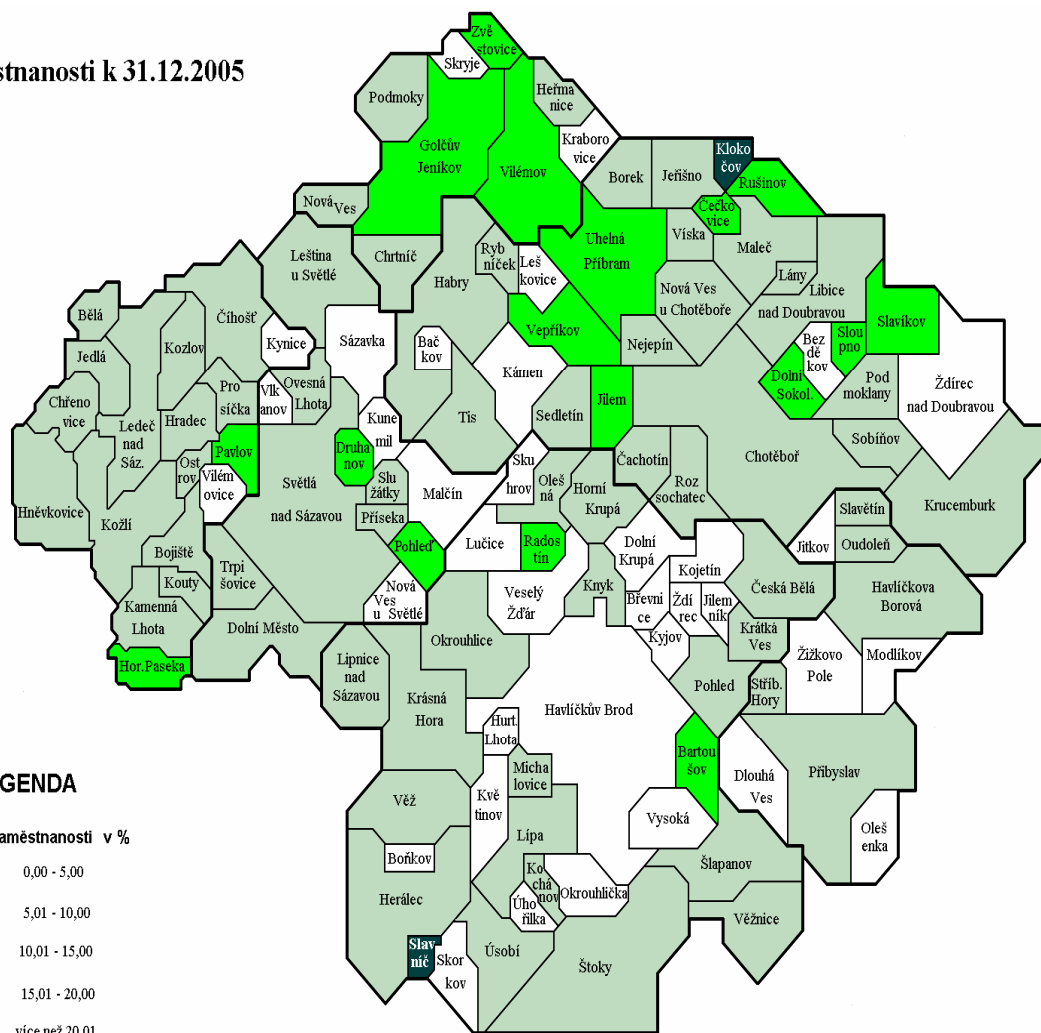 stnanosti k 31.12.2005
Zvě
stovice
Skryje
Podmoky
Heřma
nice
Golčův
Jeníkov
Vilémov
Kraboro
vice
Borek
Jeřišno
Kloko
čov
Rušinov
Nová Ves
Čečko
vice
Leština
u Světlé
Chrtníč
Habry
Ryb
níček
Leš
kovice
Uhelná
Příbram
Víska
Maleč
Lány
Libice
nad Doubravou
Nová Ves
u Chotěboře
Slavíkov
Bělá
Číhošť
Kynice
Sázavka
Bač
kov
Vepříkov
Nejepín
Bez
dě
kov
Slou
pno
Jedlá
Kozlov
Kámen
Dolní
Sokol.
Pod
moklany
Ždírec
nad Doubravou
Chřeno
vice
Ledeč
nad
Sáz.
Hradec
Pro
síčka
Vlk
anov
Ovesná
Lhota
Kune
mil
Tis
Sedletín
Jilem
Sobíňov
Pavlov
Druha
nov
Chotěboř
Hněvkovice
Kožlí
Ost
rov
Vilém
ovice
Světlá
nad Sázavou
Slu
žátky
Malčín
Sku
hrov
Oleš
ná
Horní
Krupá
Čachotín
Roz
sochatec
Krucemburk
Příseka
Slavětín
Bojiště
Pohleď
Lučice
Rados
tín
Dolní
Krupá
Jitkov
Oudoleň
Kouty
Trpi
šovice
Nová
Ves
u Světlé
Veselý
Žďár
Knyk
Kojetín
Česká Bělá
Havlíčkova
Borová
Kamenná
Lhota
Břevni
ce
Ždí
rec
Jilem
ník
Dolní Město
Okrouhlice
Kyjov
Krátká
Ves
Hor.Paseka
Lipnice
nad
Sázavou
Žižkovo
Pole
Modlíkov
Krásná
Hora
Pohled
Stříb.
Hory
Havlíčkův Brod
Hurt.
Lhota
Bartou
šov
Micha
lovice
Dlouhá
Ves
Přibyslav
GENDA
Věž
Kvě
tinov
Vysoká
aměstnanosti v %
Lípa
Oleš
enka
Boňkov
0,00 - 5,00
Ko
chá
nov
Šlapanov
Herálec
Okrouhlička
5,01 - 10,00
Úho
řilka
Věžnice
10,01 - 15,00
Slav
níč
Skor
kov
Úsobí
Štoky
15,01 - 20,00
více než 20,01